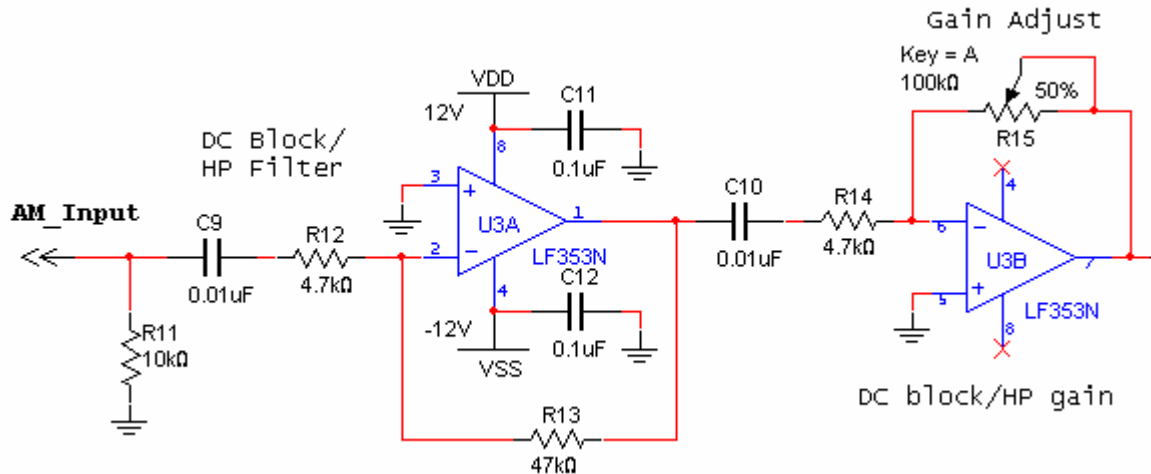 Gain Adjust
Key = A
100kΩ
50%
R15
VDD
12V
C11
0.1uF
8
DC Block/
HP Filter
3
+
1
U3A
2
−
LF353N
4
AM_Input
C9
0.01uF
R12
4.7kΩ
R11
10kΩ
C12
0.1uF
-12V
VSS
R13
47kΩ
C10
0.01uF
R14
4.7kΩ
4
6
−
U3B
7
5
+
LF353N
8
DC block/HP gain